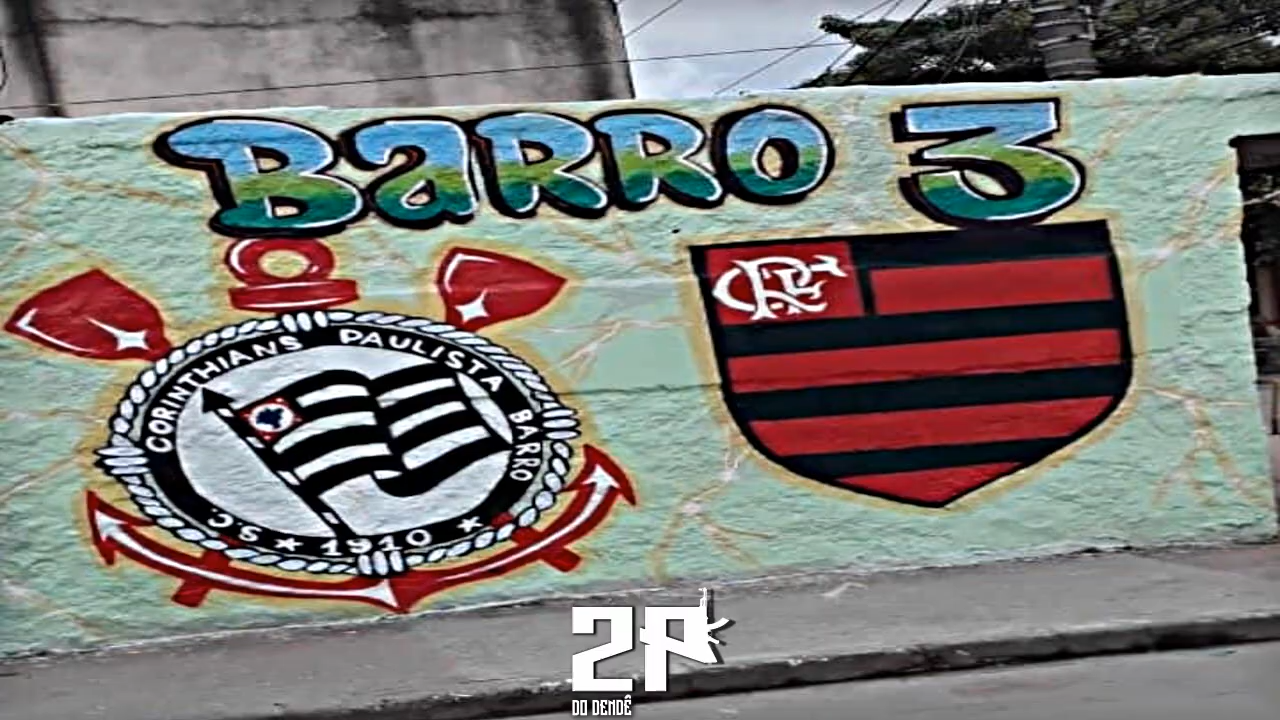 BARRO 3
CRF
CORINTHIANS PAULISTA BARRO
SC ★ 1910 ★
2P
DO DENDÊ